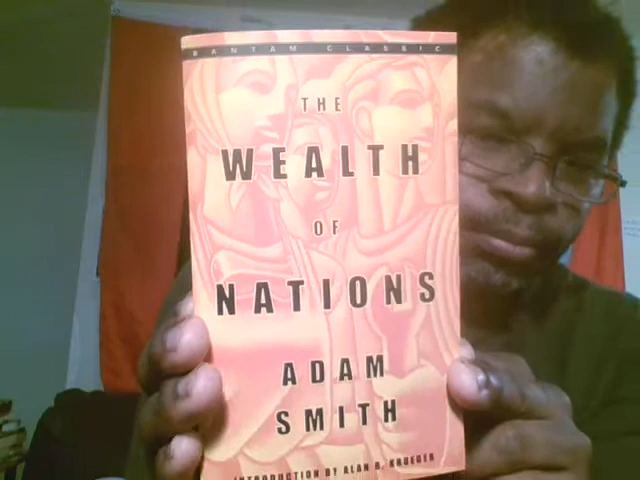 BANTAM CLASSIC
THE
WEALTH
OF
NATIONS
ADAM
SMITH
INTRODUCTION BY ALAN B. KRUEGER